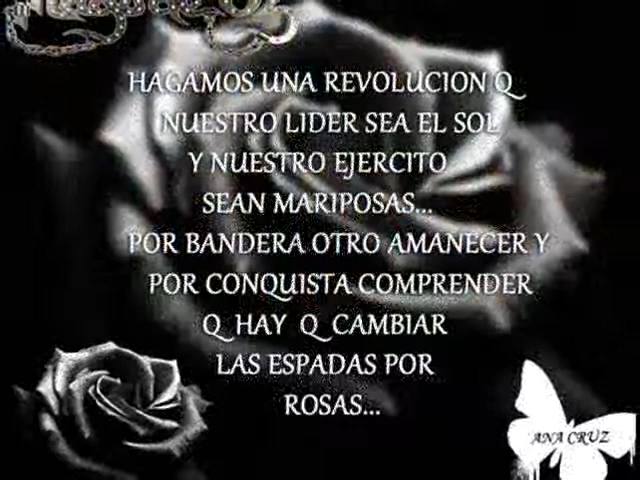 HAGAMOS UNA REVOLUCION Q
NUESTRO LIDER SEA EL SOL
Y NUESTRO EJERCITO
SEAN MARIPOSAS...
POR BANDERA OTRO AMANECER Y
POR CONQUISTA COMPRENDER
Q HAY Q CAMBIAR
LAS ESPADAS POR
ROSAS...
ANA CRUZ